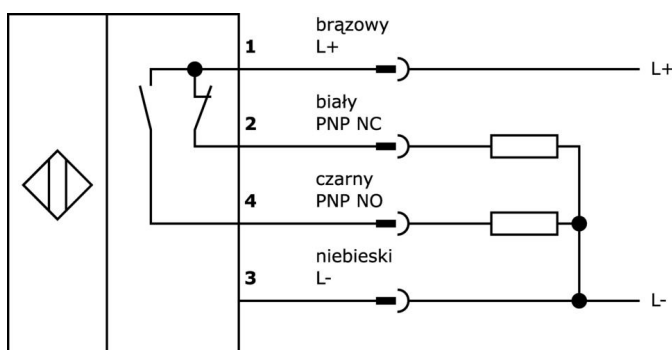 brązowy
1 L+
L+
biały
2 PNP NC
czarny
4 PNP NO
niebieski
3 L-
L-